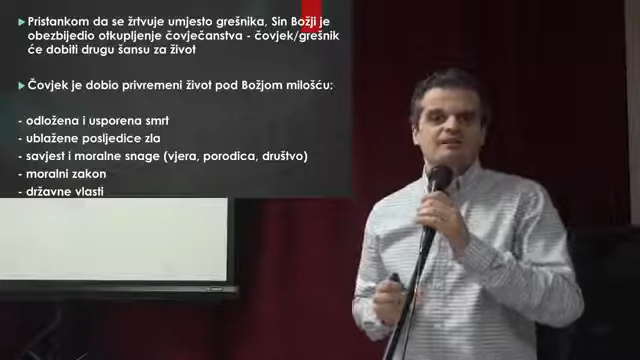 Pristankom da se žrtvuje umjesto grešnika, Sin Božji je
obezbijedio otkupljenje čovječanstva - čovjek/grešnik
će dobiti drugu šansu za život
Čovjek je dobio privremeni život pod Božjom milošću:
- odložena i usporena smrt
- ublažene posljedice zla
- savjest i moralne snage (vjera, porodica, društvo)
- moralni zakon
- državne vlasti